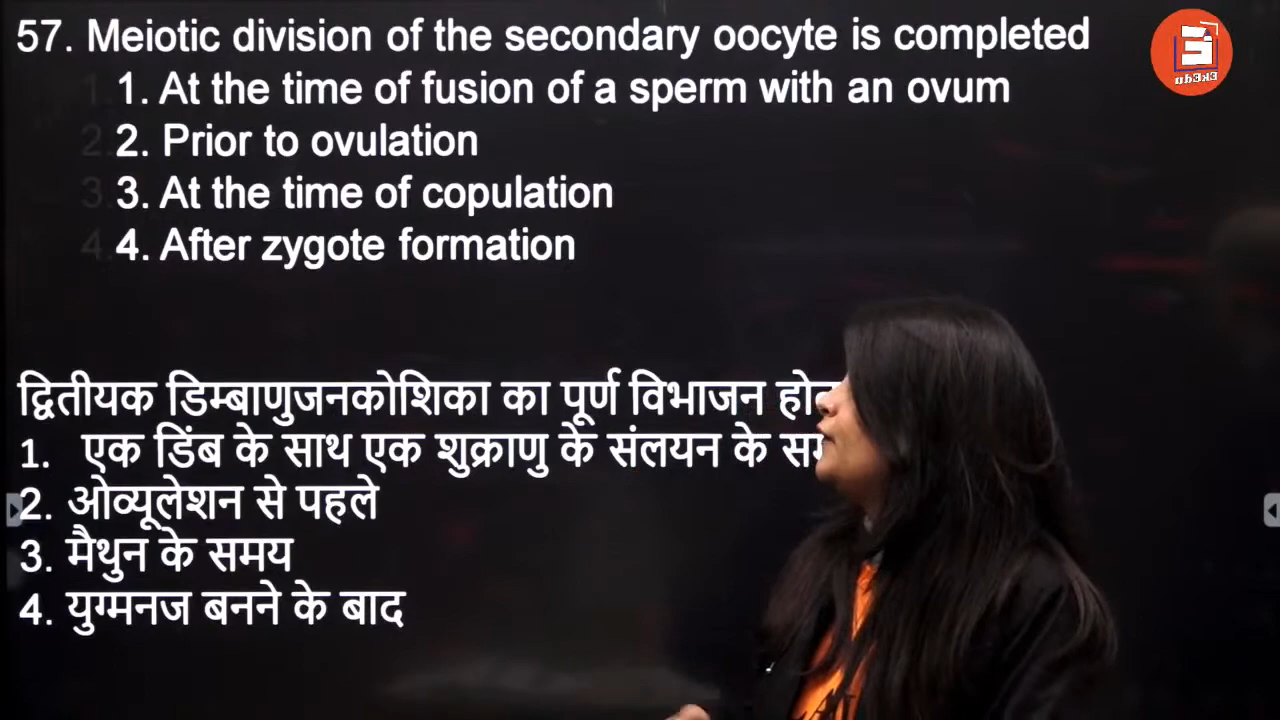 57. Meiotic division of the secondary oocyte is completed
1. At the time of fusion of a sperm with an ovum
2. Prior to ovulation
3. At the time of copulation
4. After zygote formation
द्वितीयक डिम्बाणुजनकोशिका का पूर्ण विभाजन
1. एक डिंब के साथ एक शुक्राणु के संलयन के
2. ओव्यूलेशन से पहले
3. मैथुन के समय
4. युग्मनज बनने के बाद
EkEdu